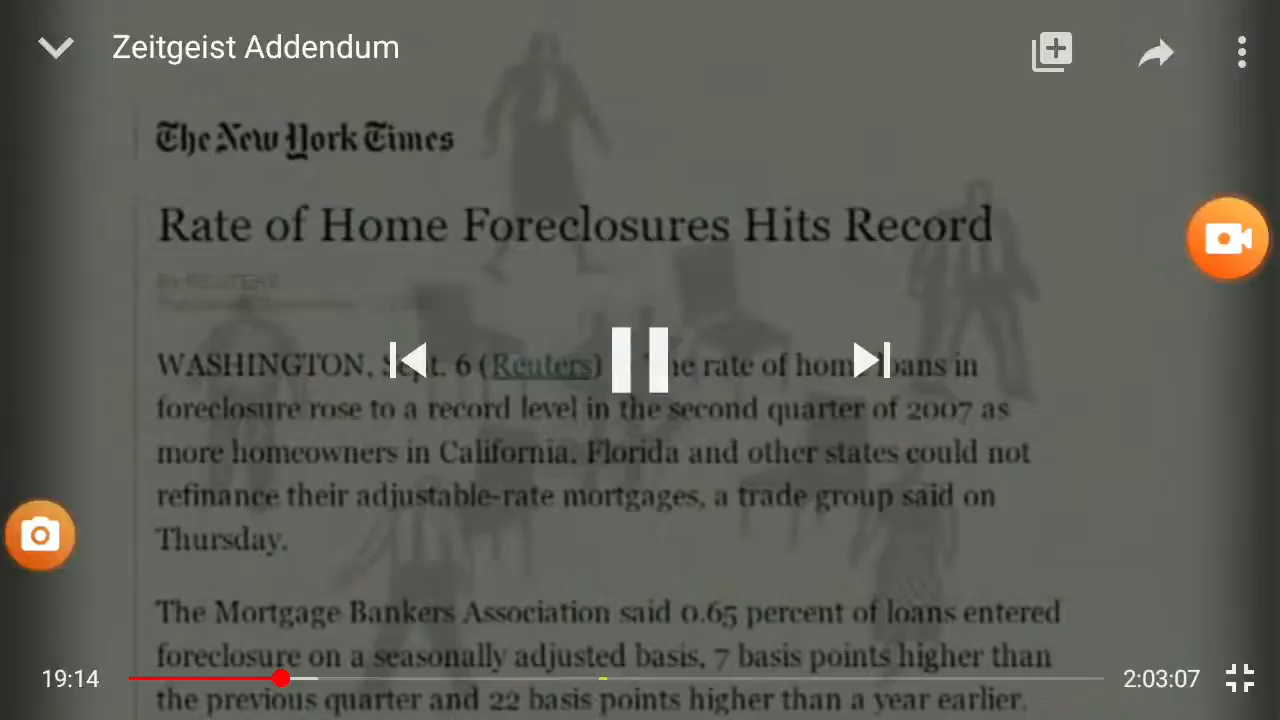 Zeitgeist Addendum
The New York Times
Rate of Home Foreclosures Hits Record
By REUTERS
WASHINGTON, Sept. 6 (Reuters) he rate of home loans in
foreclosure rose to a record level in the second quarter of 2007 as
more homeowners in California, Florida and other states could not
refinance their adjustable-rate mortgages, a trade group said on
Thursday.
The Mortgage Bankers Association said 0.65 percent of loans entered
foreclosure on a seasonally adjusted basis, 7 basis points higher than
19:14 2:03:07
the previous quarter and 22 basis points higher than a year earlier.